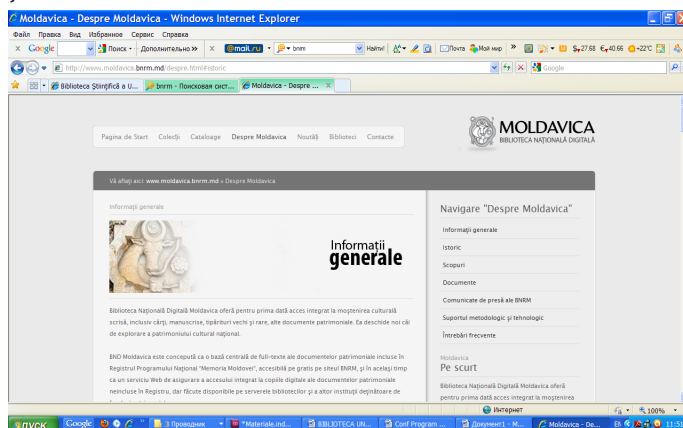 Moldavica - Despre Moldavica - Windows Internet Explorer
Файл Правка Вид Избранное Сервис Справка
Google Поиск Дополнительно >> @mail.ru bnrm Найти! Почта Мой мир $ 27.68 € 40.66 +22°C
http://www.moldavica.bnrm.md/despre.html#istoric Google
Biblioteca Ştiinţifică a U... bnrm - Поисковая сист... Moldavica - Despre ...
Pagina de Start Colecţii Cataloage Despre Moldavica Noutăţi Biblioteci Contacte
MOLDAVICA
BIBLIOTECA NAŢIONALĂ DIGITALĂ
Vă aflaţi aici: www.moldavica.bnrm.md » Despre Moldavica
Informaţii generale
Informaţii
generale
Biblioteca Naţională Digitală Moldavica oferă pentru prima dată acces integrat la moştenirea culturală
scrisă, inclusiv cărţi, manuscrise, tipărituri vechi şi rare, alte documente patrimoniale. Ea deschide noi căi
de explorare a patrimoniului cultural naţional.
BND Moldavica este concepută ca o bază centrală de full-texte ale documentelor patrimoniale incluse în
Registrul Programului Naţional "Memoria Moldovei", accesibilă pe gratis pe siteul BNRM, şi în acelaşi timp
ca un serviciu Web de asigurare a accesului integrat la copiile digitale ale documentelor patrimoniale
neincluse în Registru, dar făcute disponibile pe serverele bibliotecilor şi a altor instituţii deţinătoare de
Navigare "Despre Moldavica"
Informaţii generale
Istoric
Scopuri
Documente
Comunicate de presă ale BNRM
Suportul metodologic şi tehnologic
Întrebări frecvente
Moldavica
Pe scurt
Biblioteca Naţională Digitală Moldavica oferă
pentru prima dată acces integrat la moştenirea
Интернет 100%
пуск Google 3 Проводник *Materiale.ind... BIBLIOTECA UN... Conf Program ... Документ1 - M... Moldavica - De... EN 11:51